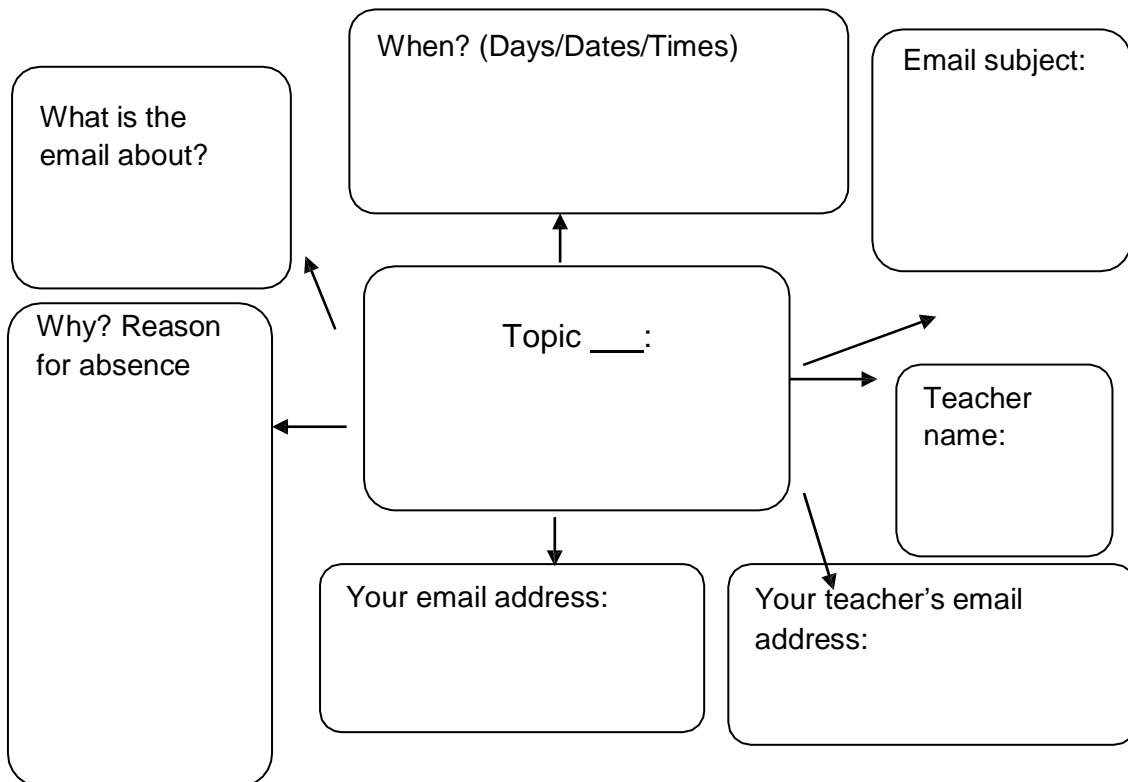 When? (Days/Dates/Times)
Email subject:
What is the
email about?
Topic ___:
Why? Reason
for absence
Teacher
name:
Your email address:
Your teacher’s email
address: